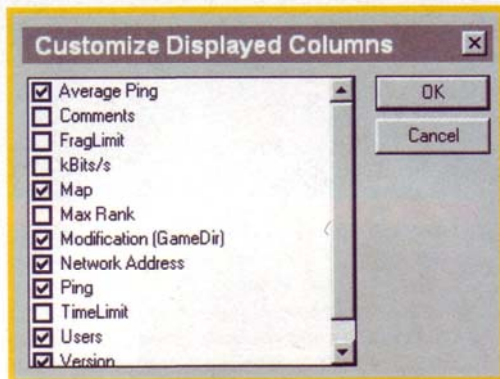 Customize Displayed Columns
Average Ping
Comments
FragLimit
kBits/s
Map
Max Rank
Modification (GameDir)
Network Address
Ping
TimeLimit
Users
Version
OK
Cancel